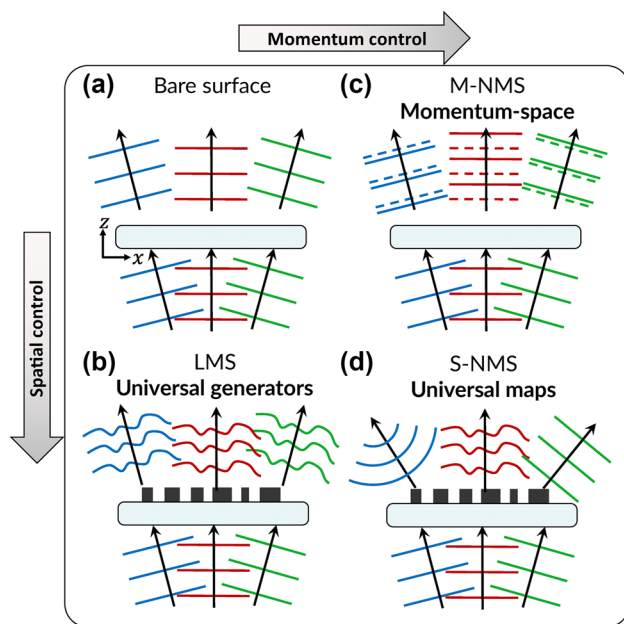 Momentum control
Spatial control
(a)
Bare surface
z
x
(c)
M-NMS
Momentum-space
(b)
LMS
Universal generators
(d)
S-NMS
Universal maps